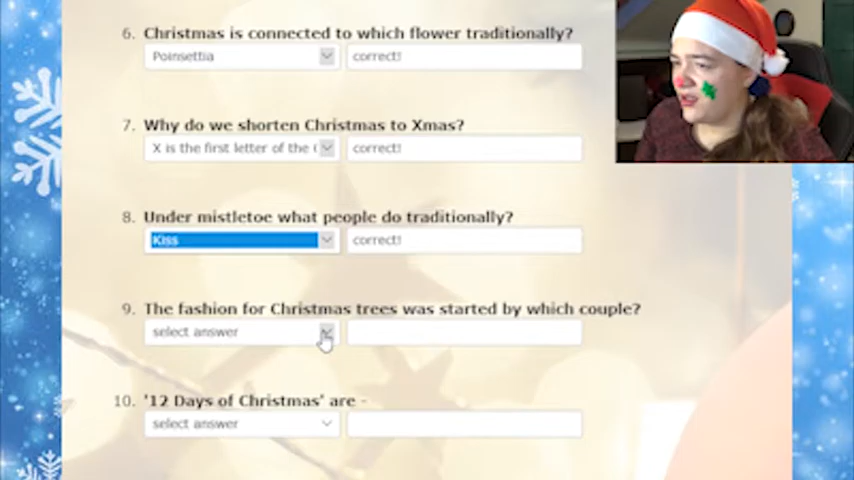 6. Christmas is connected to which flower traditionally?
Poinsettia correct!
7. Why do we shorten Christmas to Xmas?
X is the first letter of the ( correct!
8. Under mistletoe what people do traditionally?
Kiss correct!
9. The fashion for Christmas trees was started by which couple?
select answer
10. '12 Days of Christmas' are -
select answer